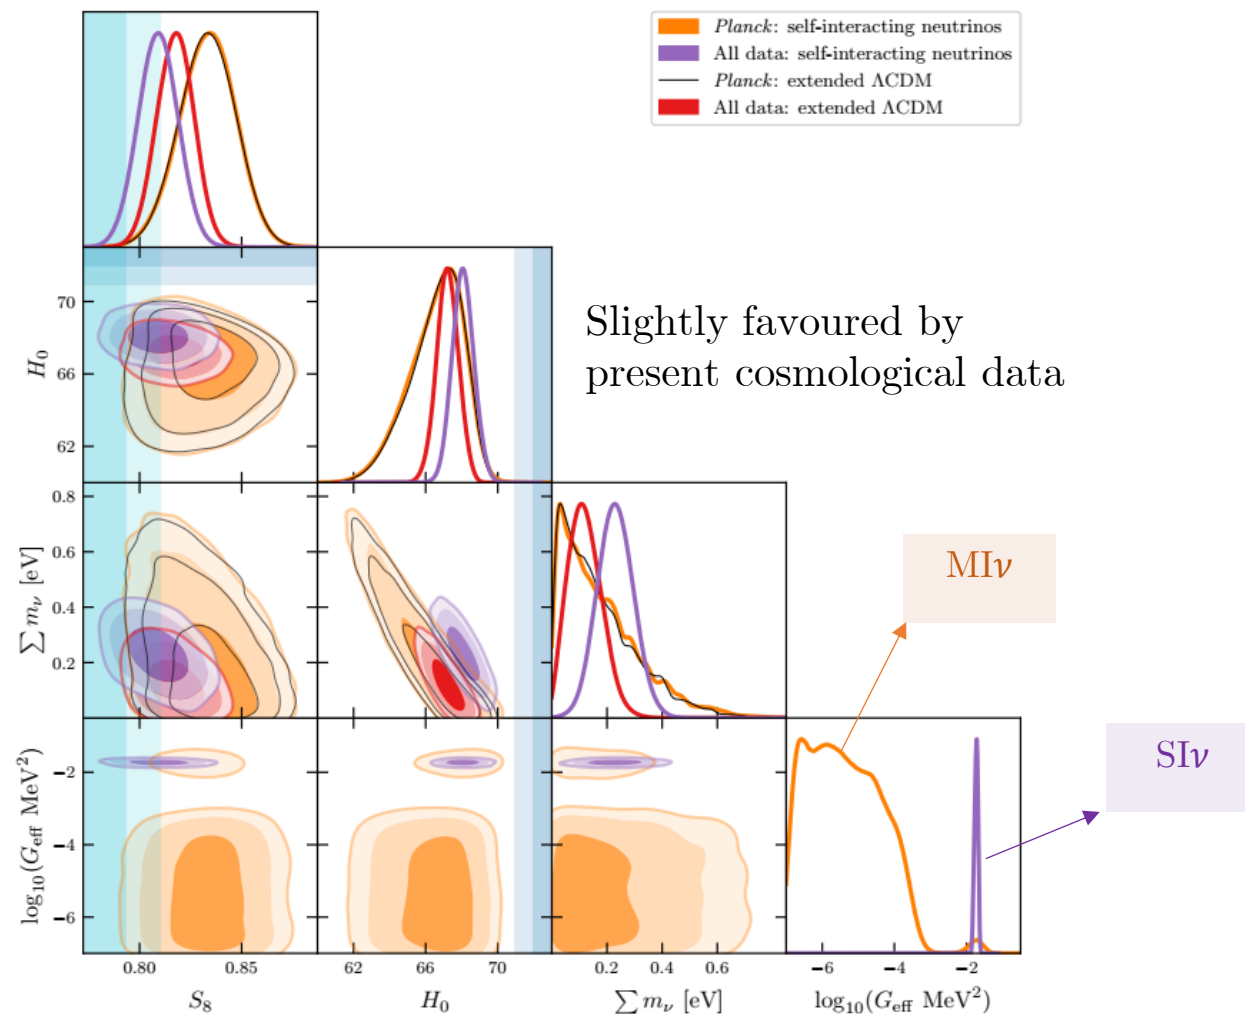 Planck: self-interacting neutrinos
All data: self-interacting neutrinos
Planck: extended ΛCDM
All data: extended ΛCDM
70
66
62
H₀
Slightly favoured by
present cosmological data
0.8
0.6
0.4
0.2
∑ mν [eV]
MIν
SIν
−2
−4
−6
log₁₀(Geff MeV²)
0.80 0.85
62 66 70
0.2 0.4 0.6
−6 −4 −2
S₈
H₀
∑ mν [eV]
log₁₀(Geff MeV²)